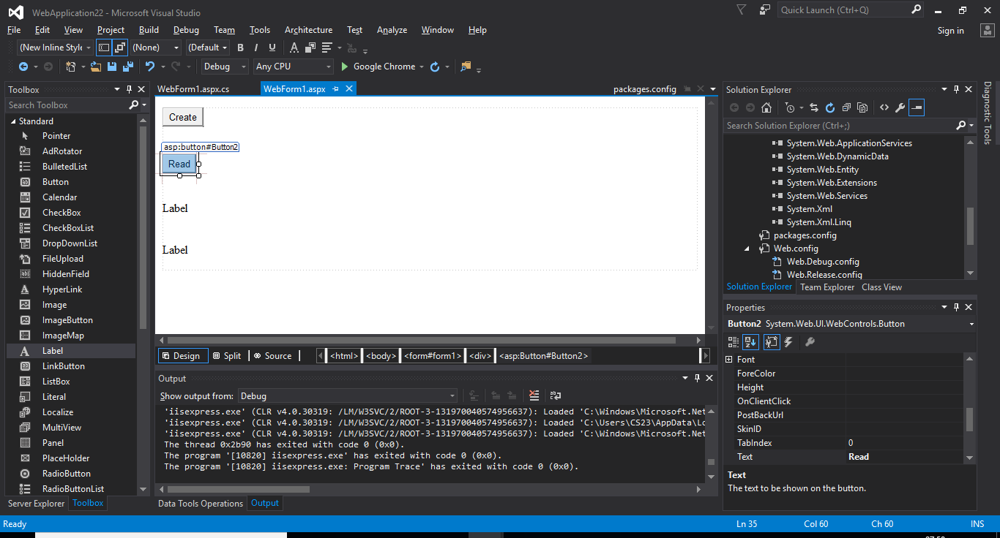 WebApplication22 - Microsoft Visual Studio
Quick Launch (Ctrl+Q)
File Edit View Project Build Debug Team Tools Architecture Test Analyze Window Help
Sign in
(New Inline Style (None) (Default B I U A
Debug Any CPU Google Chrome
Toolbox
Search Toolbox
Standard
Pointer
AdRotator
BulletedList
Button
Calendar
CheckBox
CheckBoxList
DropDownList
FileUpload
HiddenField
HyperLink
Image
ImageButton
ImageMap
Label
LinkButton
ListBox
Literal
Localize
MultiView
Panel
PlaceHolder
RadioButton
RadioButtonList
Server Explorer Toolbox
WebForm1.aspx.cs WebForm1.aspx packages.config
Create
asp:button#Button2
Read
Label
Label
Design Split Source <html> <body> <form#form1> <div> <asp:Button#Button2>
Output
Show output from: Debug
'iisexpress.exe' (CLR v4.0.30319: /LM/W3SVC/2/ROOT-3-131970040574956637): Loaded 'C:\Windows\Microsoft.Net
'iisexpress.exe' (CLR v4.0.30319: /LM/W3SVC/2/ROOT-3-131970040574956637): Loaded 'C:\Users\CS23\AppData\Lo
'iisexpress.exe' (CLR v4.0.30319: /LM/W3SVC/2/ROOT-3-131970040574956637): Loaded 'C:\Windows\Microsoft.Net
The thread 0x2b90 has exited with code 0 (0x0).
The program '[10820] iisexpress.exe' has exited with code 0 (0x0).
The program '[10820] iisexpress.exe: Program Trace' has exited with code 0 (0x0).
Data Tools Operations Output
Solution Explorer
Search Solution Explorer (Ctrl+;)
System.Web.ApplicationServices
System.Web.DynamicData
System.Web.Entity
System.Web.Extensions
System.Web.Services
System.Xml
System.Xml.Linq
packages.config
Web.config
Web.Debug.config
Web.Release.config
Solution Explorer Team Explorer Class View
Properties
Button2 System.Web.UI.WebControls.Button
Font
ForeColor
Height
OnClientClick
PostBackUrl
SkinID
TabIndex 0
Text Read
Text
The text to be shown on the button.
Diagnostic Tools
Ready Ln 35 Col 60 Ch 60 INS